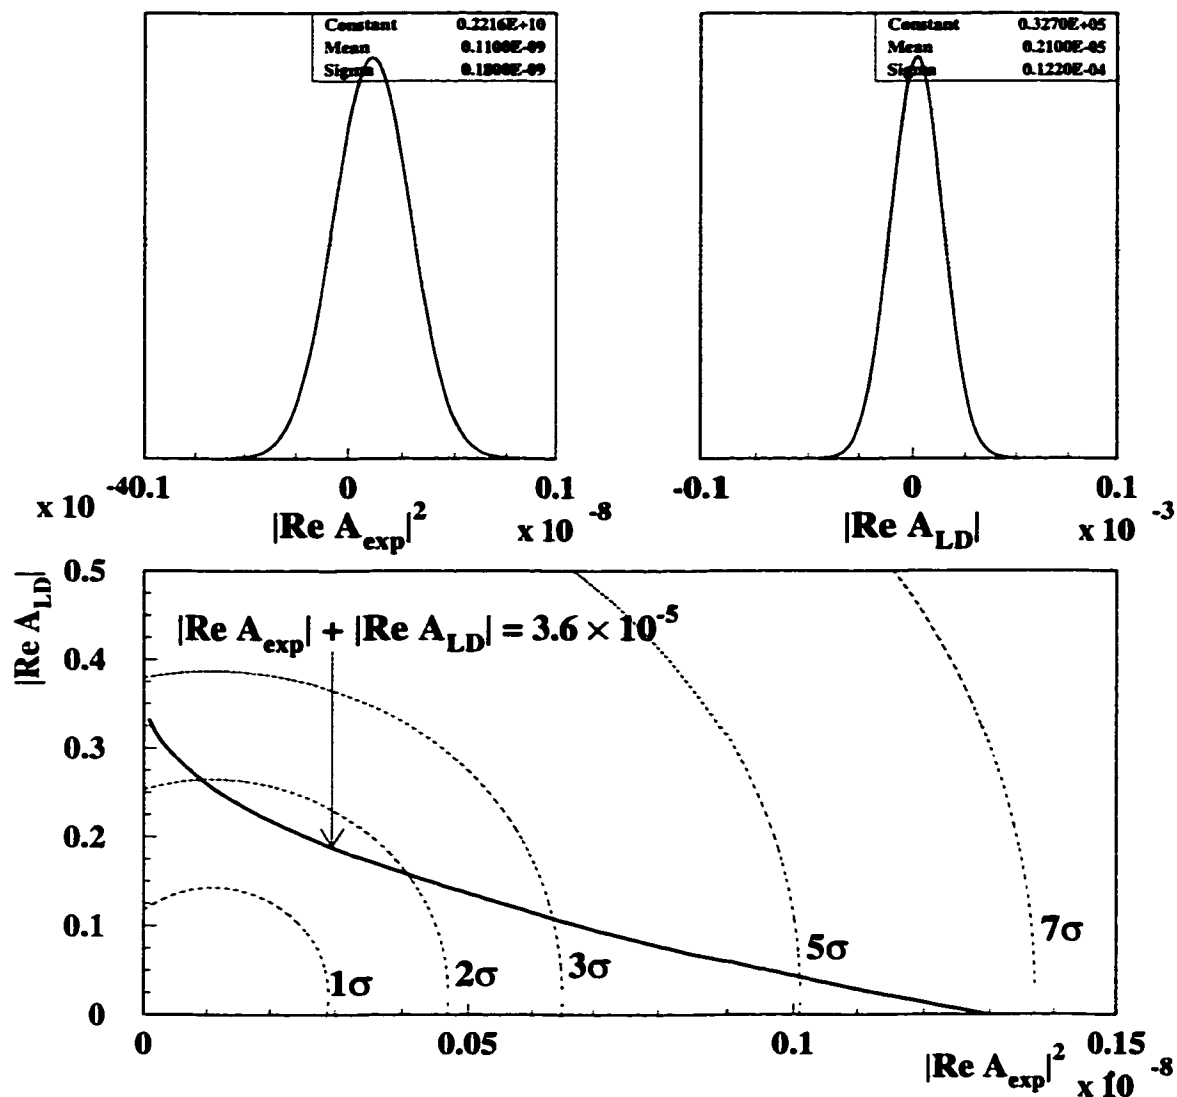 Constant 0.2216E+10
Mean 0.1100E-09
Sigma 0.1800E-09
Constant 0.3270E+05
Mean 0.2100E-05
Sigma 0.1220E-04
-0.1 0 0.1
|Re A_exp|^2 x 10^-8
-0.1 0 0.1
|Re A_LD| x 10^-3
x 10^-4
|Re A_LD|
0.5
0.4
0.3
0.2
0.1
0
|Re A_exp| + |Re A_LD| = 3.6 × 10^-5
1σ
2σ
3σ
5σ
7σ
0 0.05 0.1 0.15
|Re A_exp|^2 x 10^-8